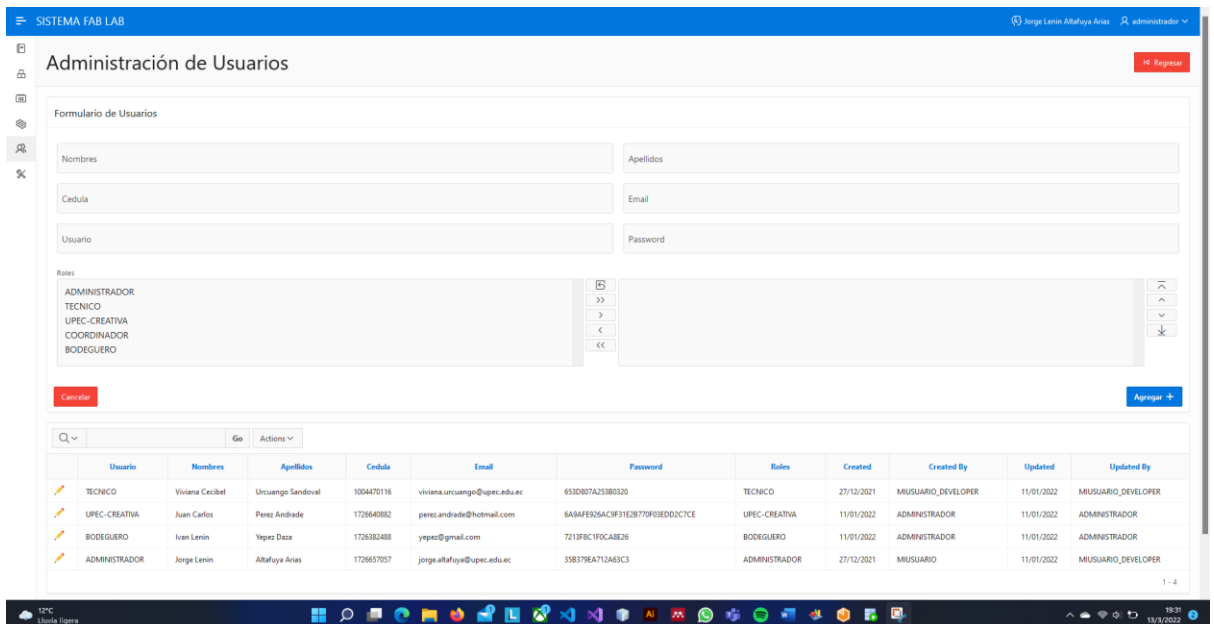 SISTEMA FAB LAB
Jorge Lenin Altafuya Arias administrador
Administración de Usuarios
Regresar
Formulario de Usuarios
Nombres Apellidos
Cedula Email
Usuario Password
Roles
ADMINISTRADOR
TECNICO
UPEC-CREATIVA
COORDINADOR
BODEGUERO
Cancelar Agregar +
Go Actions
Usuario Nombres Apellidos Cedula Email Password Roles Created Created By Updated Updated By
TECNICO Viviana Cecibel Urcuango Sandoval 1004470116 viviana.urcuango@upec.edu.ec 653D807A253B0320 TECNICO 27/12/2021 MIUSUARIO_DEVELOPER 11/01/2022 MIUSUARIO_DEVELOPER
UPEC-CREATIVA Juan Carlos Perez Andrade 1726640882 perez.andrade@hotmail.com 6A9AFE926AC9F31E2B770F03EDD2C7CE UPEC-CREATIVA 11/01/2022 ADMINISTRADOR 11/01/2022 ADMINISTRADOR
BODEGUERO Ivan Lenin Yepez Daza 1726382488 yepez@gmail.com 7213F8C1F0CA8E26 BODEGUERO 11/01/2022 ADMINISTRADOR 11/01/2022 ADMINISTRADOR
ADMINISTRADOR Jorge Lenin Altafuya Arias 1726657057 jorge.altafuya@upec.edu.ec 35B379EA712A63C3 ADMINISTRADOR 27/12/2021 MIUSUARIO 11/01/2022 MIUSUARIO_DEVELOPER
1 - 4
12°C
Lluvia ligera
19:31
13/3/2022
2